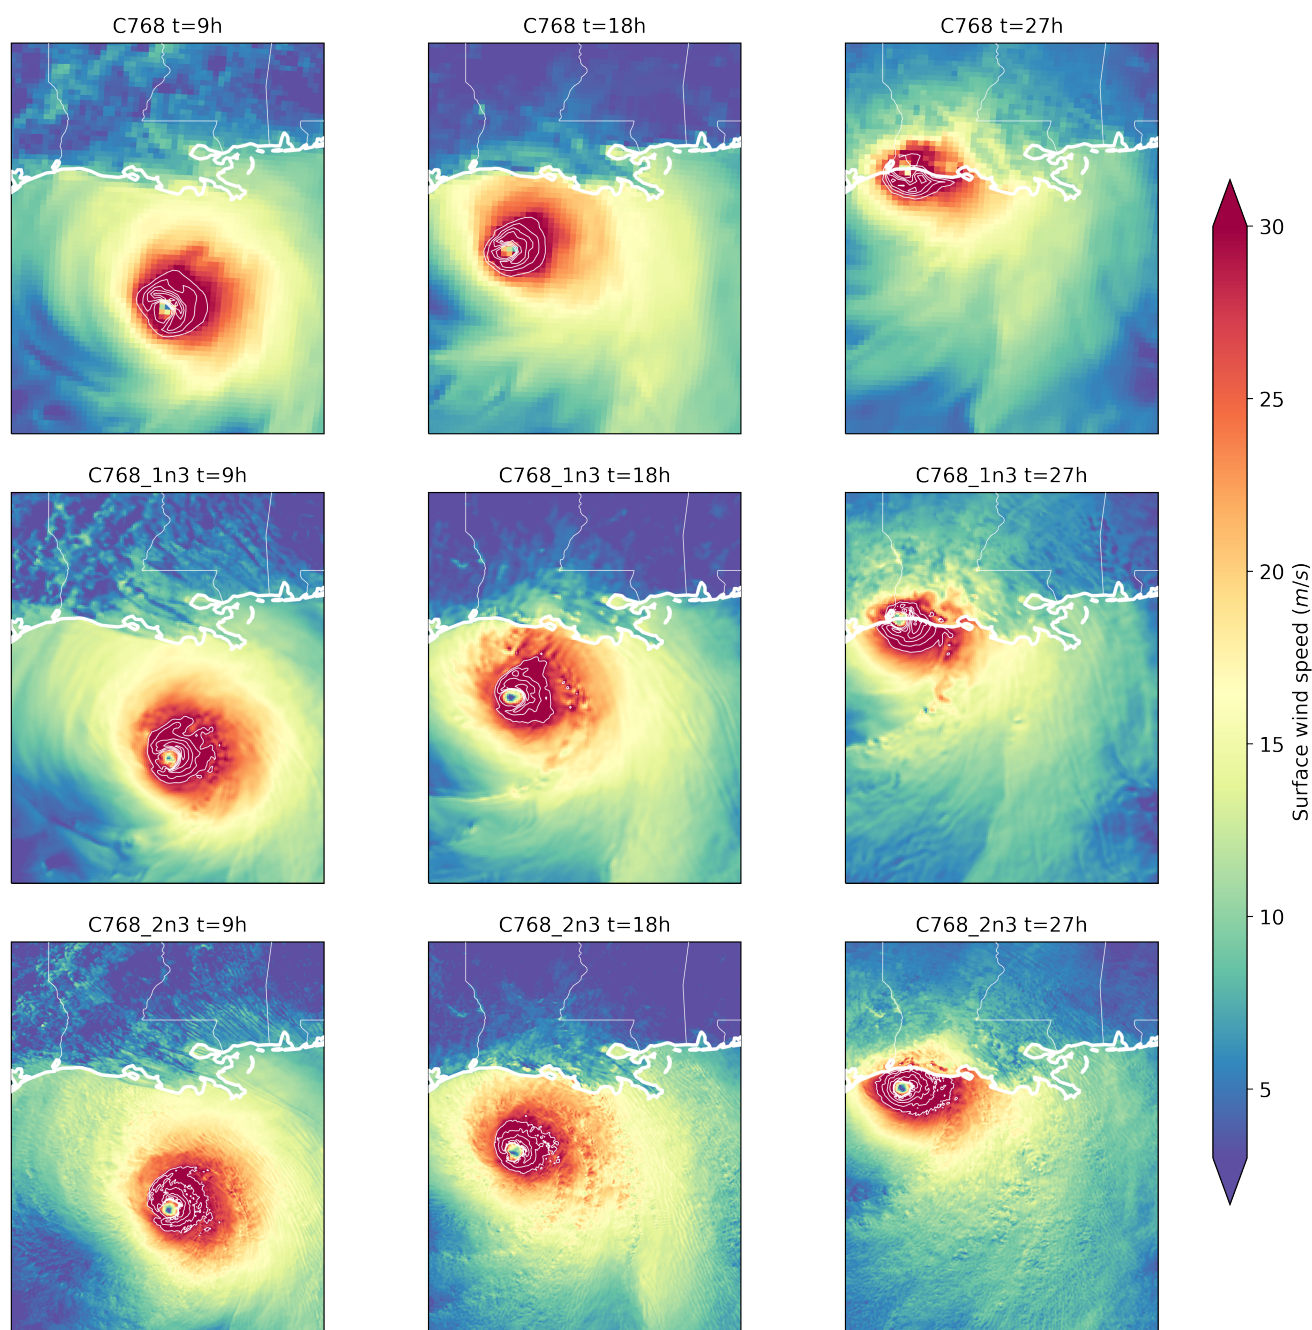 C768 t=9h
C768 t=18h
C768 t=27h
C768_1n3 t=9h
C768_1n3 t=18h
C768_1n3 t=27h
C768_2n3 t=9h
C768_2n3 t=18h
C768_2n3 t=27h
30
25
20
15
10
5
Surface wind speed (m/s)